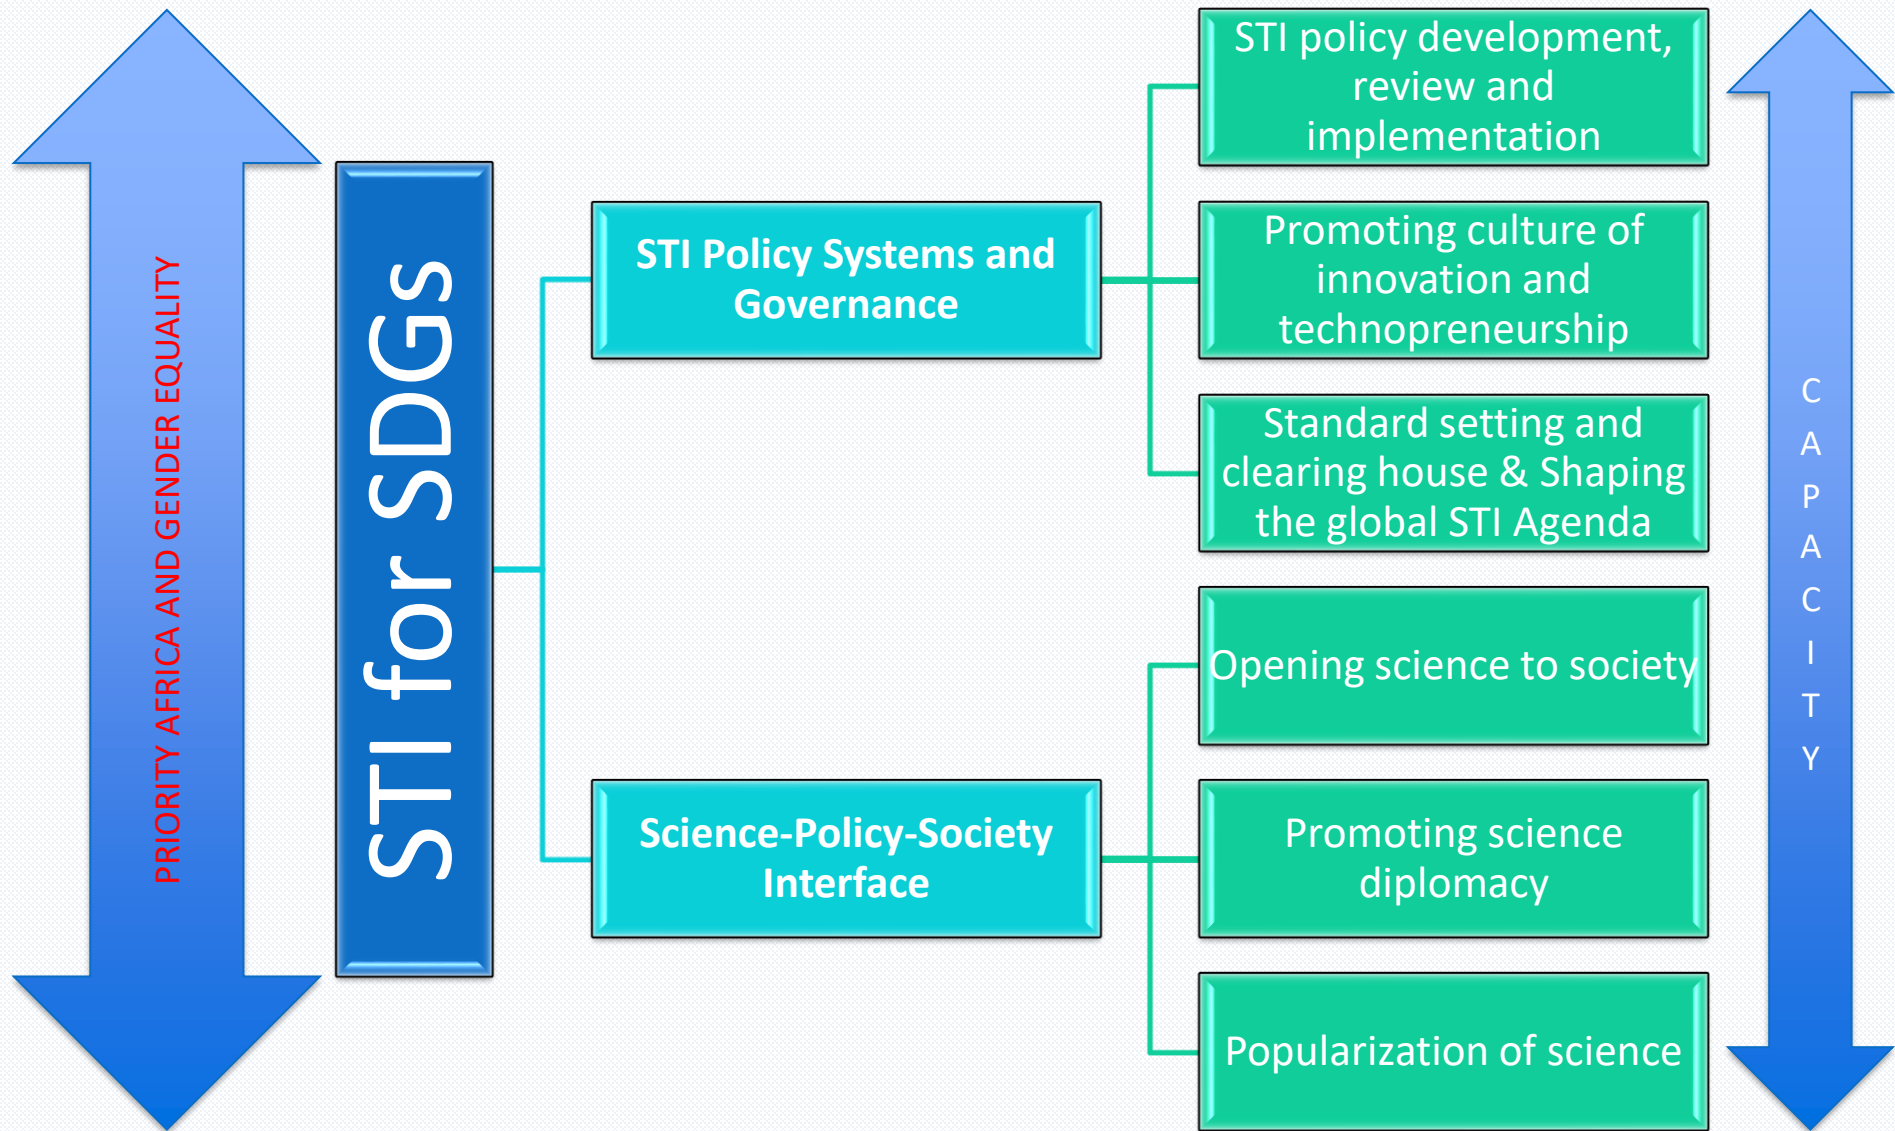 PRIORITY AFRICA AND GENDER EQUALITY
STI for SDGs
STI Policy Systems and
Governance
STI policy development,
review and
implementation
Promoting culture of
innovation and
technopreneurship
Standard setting and
clearing house & Shaping
the global STI Agenda
Science-Policy-Society
Interface
Opening science to society
Promoting science
diplomacy
Popularization of science
C
A
P
A
C
I
T
Y